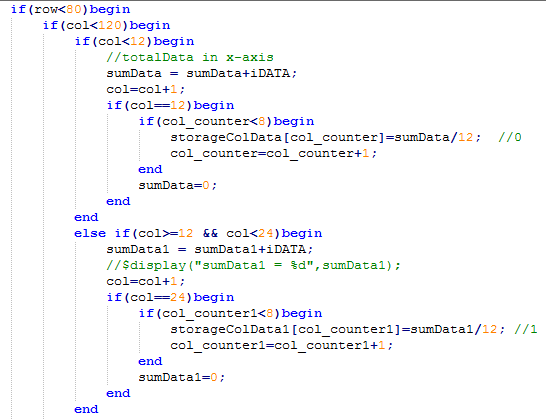 if(row<80)begin
if(col<120)begin
if(col<12)begin
//totalData in x-axis
sumData = sumData+iDATA;
col=col+1;
if(col==12)begin
if(col_counter<8)begin
storageColData[col_counter]=sumData/12; //0
col_counter=col_counter+1;
end
sumData=0;
end
end
else if(col>=12 && col<24)begin
sumData1 = sumData1+iDATA;
//$display("sumData1 = %d",sumData1);
col=col+1;
if(col==24)begin
if(col_counter1<8)begin
storageColData1[col_counter1]=sumData1/12; //1
col_counter1=col_counter1+1;
end
sumData1=0;
end
end